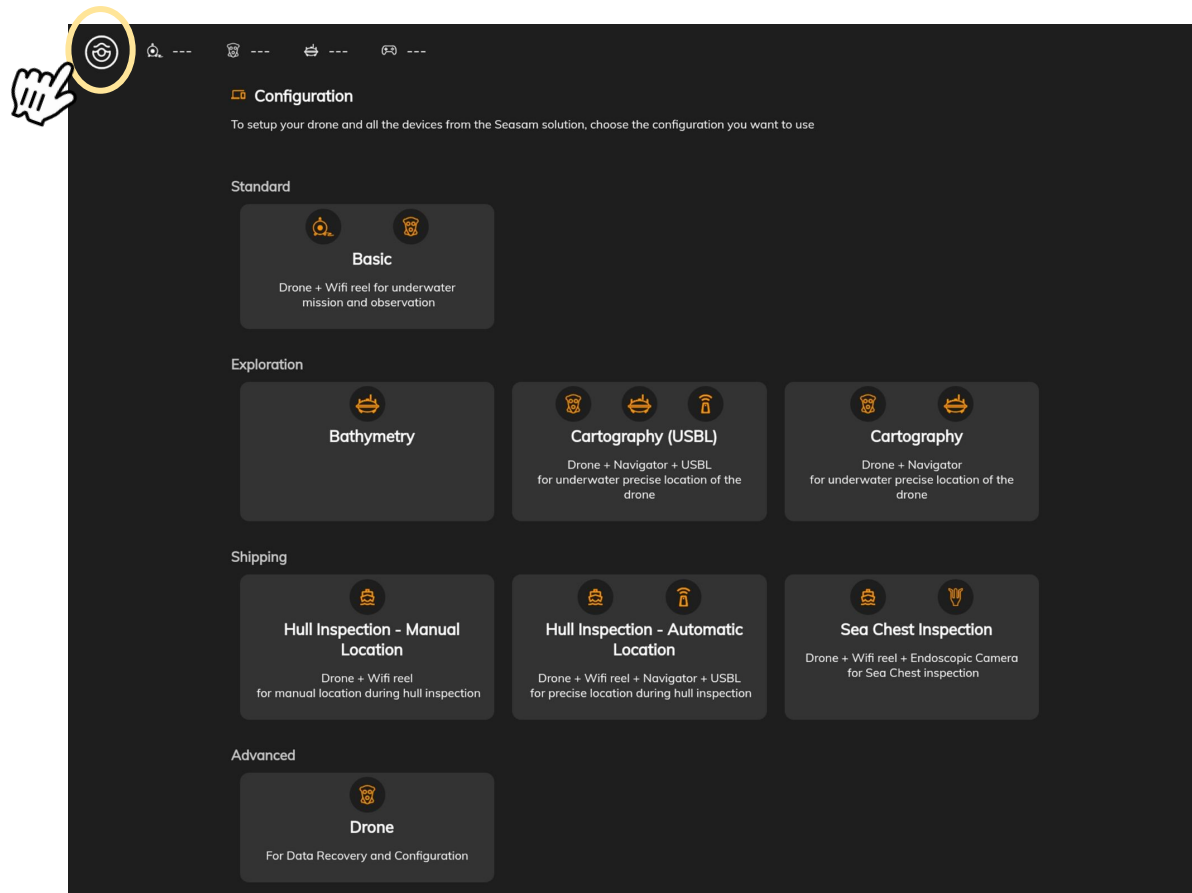 --- --- --- ---
Configuration
To setup your drone and all the devices from the Seasam solution, choose the configuration you want to use
Standard
Basic
Drone + Wifi reel for underwater
mission and observation
Exploration
Bathymetry
Cartography (USBL)
Drone + Navigator + USBL
for underwater precise location of the
drone
Cartography
Drone + Navigator
for underwater precise location of the
drone
Shipping
Hull Inspection - Manual
Location
Drone + Wifi reel
for manual location during hull inspection
Hull Inspection - Automatic
Location
Drone + Wifi reel + Navigator + USBL
for precise location during hull inspection
Sea Chest Inspection
Drone + Wifi reel + Endoscopic Camera
for Sea Chest inspection
Advanced
Drone
For Data Recovery and Configuration